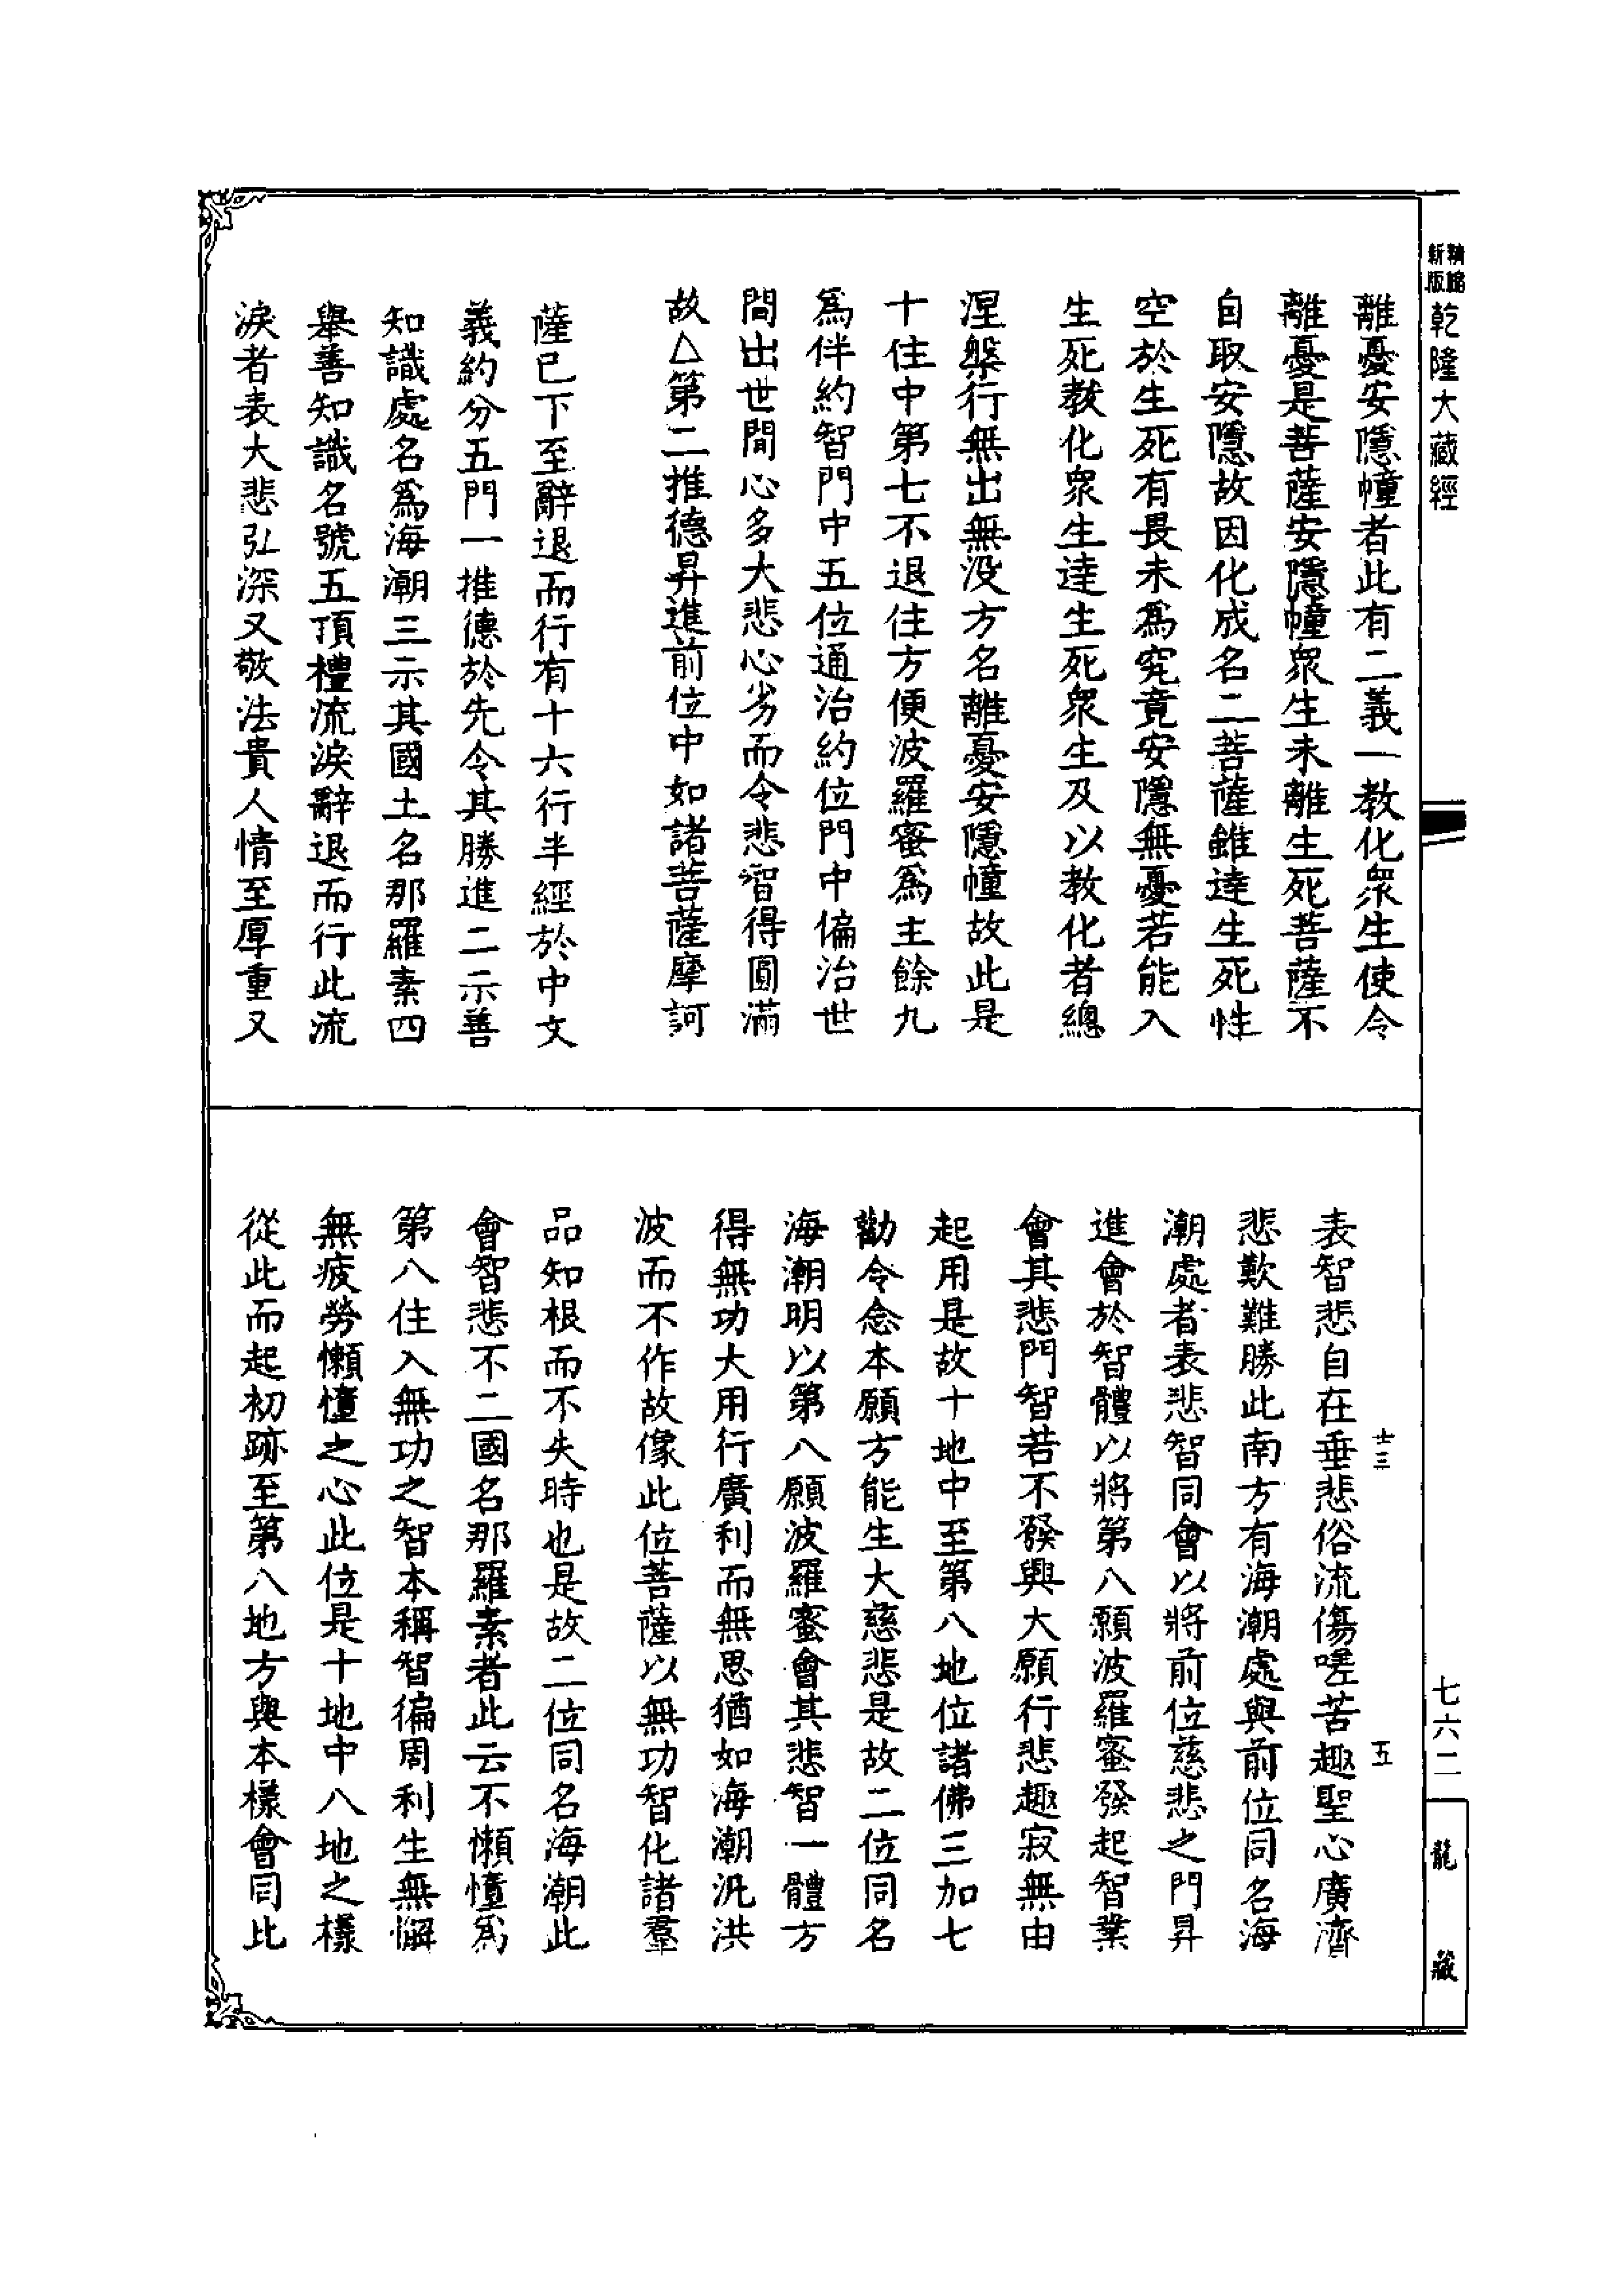 精縮
新版
乾隆大藏經
離憂安隱幢者此有二義一教化眾生使令
離憂是菩薩安隱幢眾生未離生死菩薩不
自取安隱故因化成名二菩薩雖達生死性
空於生死有畏未為究竟安隱無憂若能入
生死教化眾生達生死眾生及以教化者總
涅槃行無出無沒方名離憂安隱幢故此是
十住中第七不退住方便波羅蜜為主餘九
為伴約智門中五位通治約位門中偏治世
間出世間心多大悲心劣而令悲智得圓滿
故△第二推德昇進前位中如諸菩薩摩訶
薩已下至辭退而行有十六行半經於中文
義約分五門一推德於先令其勝進二示善
知識處名為海潮三示其國土名那羅素四
舉善知識名號五頂禮流淚辭退而行此流
淚者表大悲弘深又敬法貴人情至厚重又
表智悲自在垂悲俗流傷嗟苦趣聖心廣濟
悲歎難勝此南方有海潮處與前位同名海
潮處者表悲智同會以將前位慈悲之門昇
進會於智體以將第八願波羅蜜發起智業
會其悲門智若不發興大願行悲趣寂無由
起用是故十地中至第八地位諸佛三加七
勸令念本願方能生大慈悲是故二位同名
海潮明以第八願波羅蜜會其悲智一體方
得無功大用行廣利而無思猶如海潮汎洪
波而不作故像此位菩薩以無功智化諸羣
品知根而不失時也是故二位同名海潮此
會智悲不二國名那羅素者此云不懶憻為
第八住入無功之智本稱智徧周利生無懈
無疲勞懶憻之心此位是十地中八地之樣
從此而起初跡至第八地方與本樣會同此
士三
五
七六二
龍藏